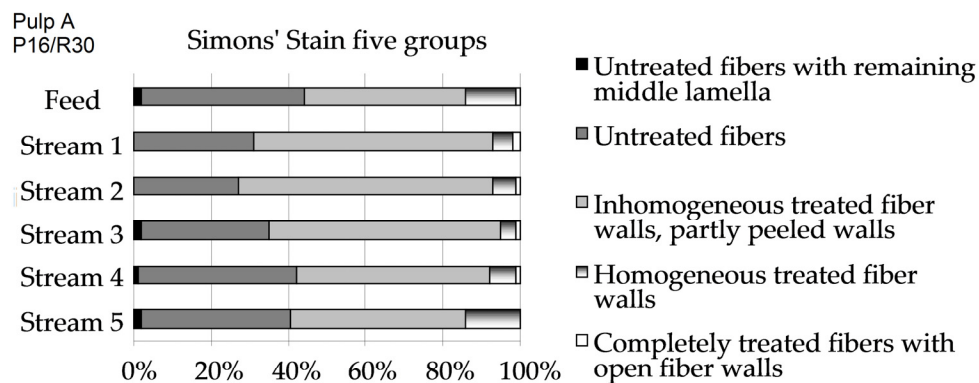 Pulp A
P16/R30
Simons' Stain five groups
Feed
Stream 1
Stream 2
Stream 3
Stream 4
Stream 5
0% 20% 40% 60% 80% 100%
Untreated fibers with remaining
middle lamella
Untreated fibers
Inhomogeneous treated fiber
walls, partly peeled walls
Homogeneous treated fiber
walls
Completely treated fibers with
open fiber walls